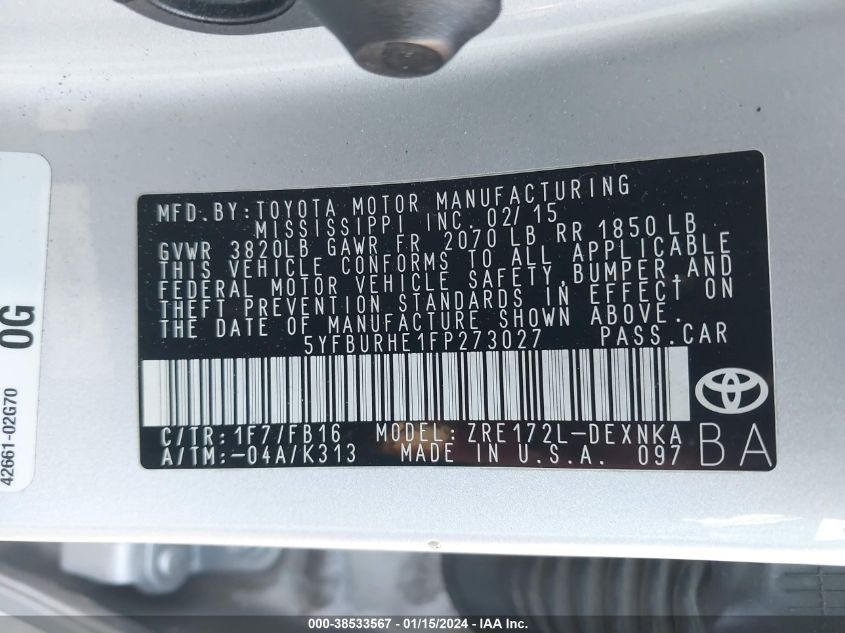 MFD. BY: TOYOTA MOTOR MANUFACTURING
MISSISSIPPI INC. 02/15
GVWR 3820LB GAWR FR 2070 LB RR 1850 LB
THIS VEHICLE CONFORMS TO ALL APPLICABLE
FEDERAL MOTOR VEHICLE SAFETY, BUMPER, AND
THEFT PREVENTION STANDARDS IN EFFECT ON
THE DATE OF MANUFACTURE SHOWN ABOVE.
5YFBURHE1FP273027 PASS. CAR
C/TR: 1F7/FB16 MODEL: ZRE172L-DEXNKA
A/TM: -04A/K313 MADE IN U.S.A. 097 BA
0G
42661-02G70
000-38533567 - 01/15/2024 - IAAI Inc.